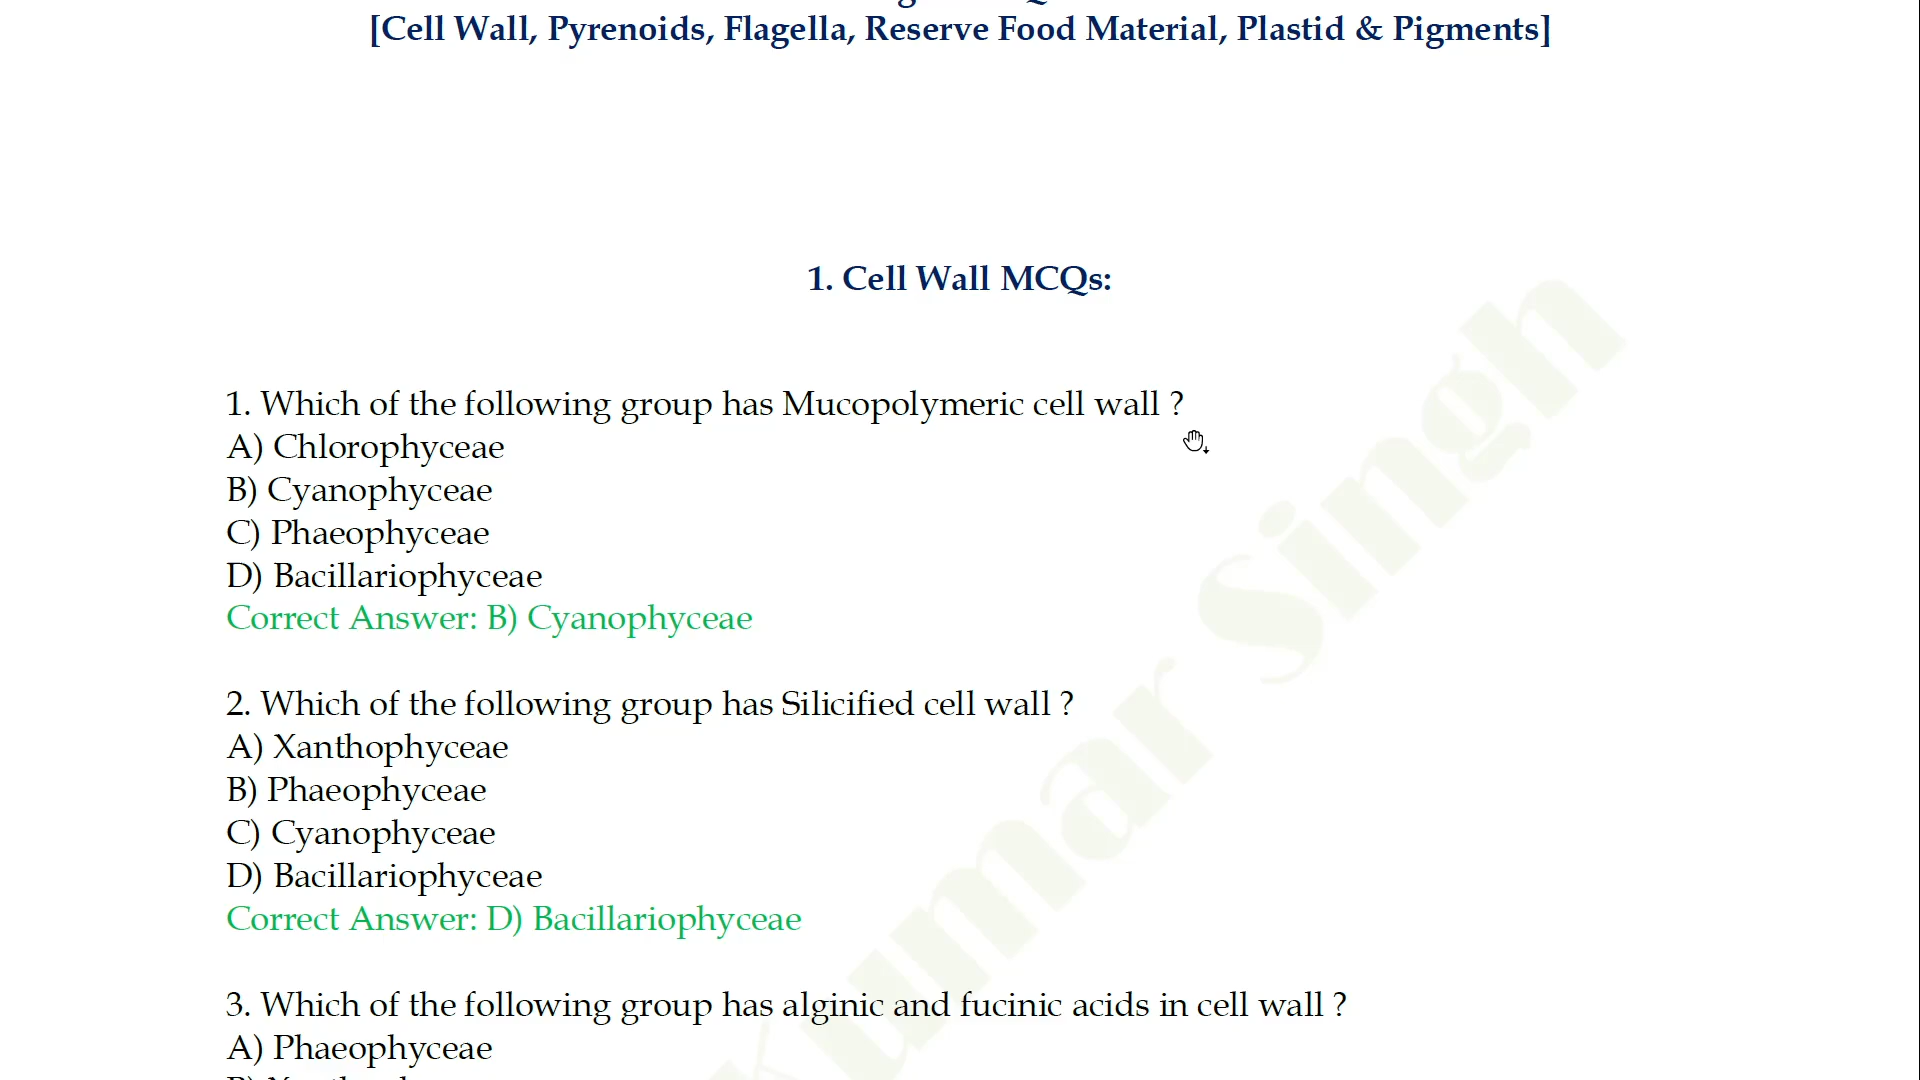 [Cell Wall, Pyrenoids, Flagella, Reserve Food Material, Plastid & Pigments]
1. Cell Wall MCQs:
1. Which of the following group has Mucopolymeric cell wall ?
A) Chlorophyceae
B) Cyanophyceae
C) Phaeophyceae
D) Bacillariophyceae
Correct Answer: B) Cyanophyceae
2. Which of the following group has Silicified cell wall ?
A) Xanthophyceae
B) Phaeophyceae
C) Cyanophyceae
D) Bacillariophyceae
Correct Answer: D) Bacillariophyceae
3. Which of the following group has alginic and fucinic acids in cell wall ?
A) Phaeophyceae
Kumar Singh